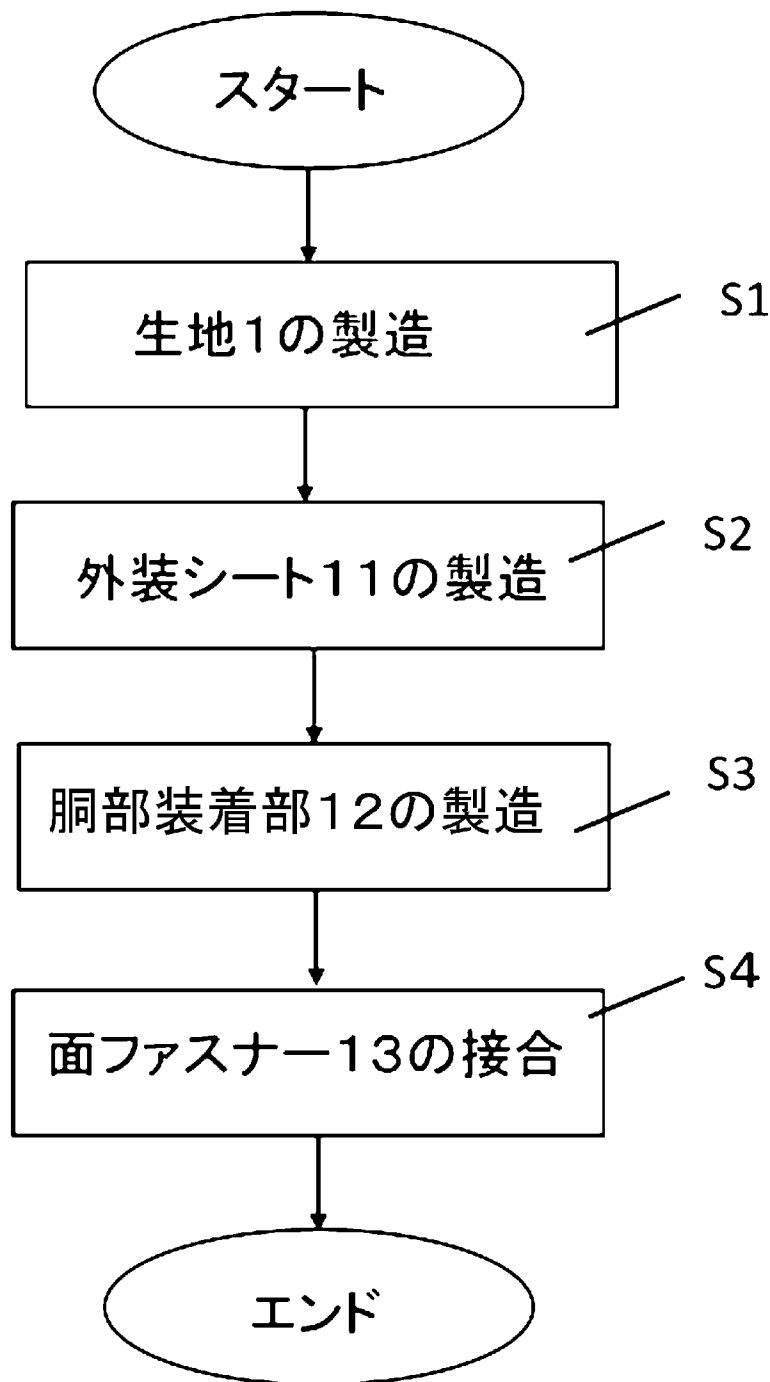 スタート
生地1の製造
S1
外装シート11の製造
S2
胴部装着部12の製造
S3
面ファスナー13の接合
S4
エンド